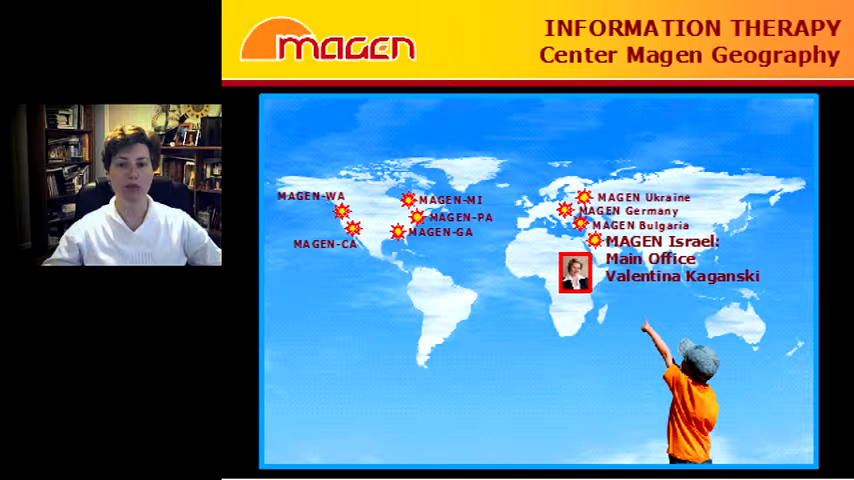 magen
INFORMATION THERAPY
Center Magen Geography
MAGEN-WA
MAGEN-MI
MAGEN-PA
MAGEN-GA
MAGEN-CA
MAGEN Ukraine
MAGEN Germany
MAGEN Bulgaria
MAGEN Israel:
Main Office
Valentina Kaganski